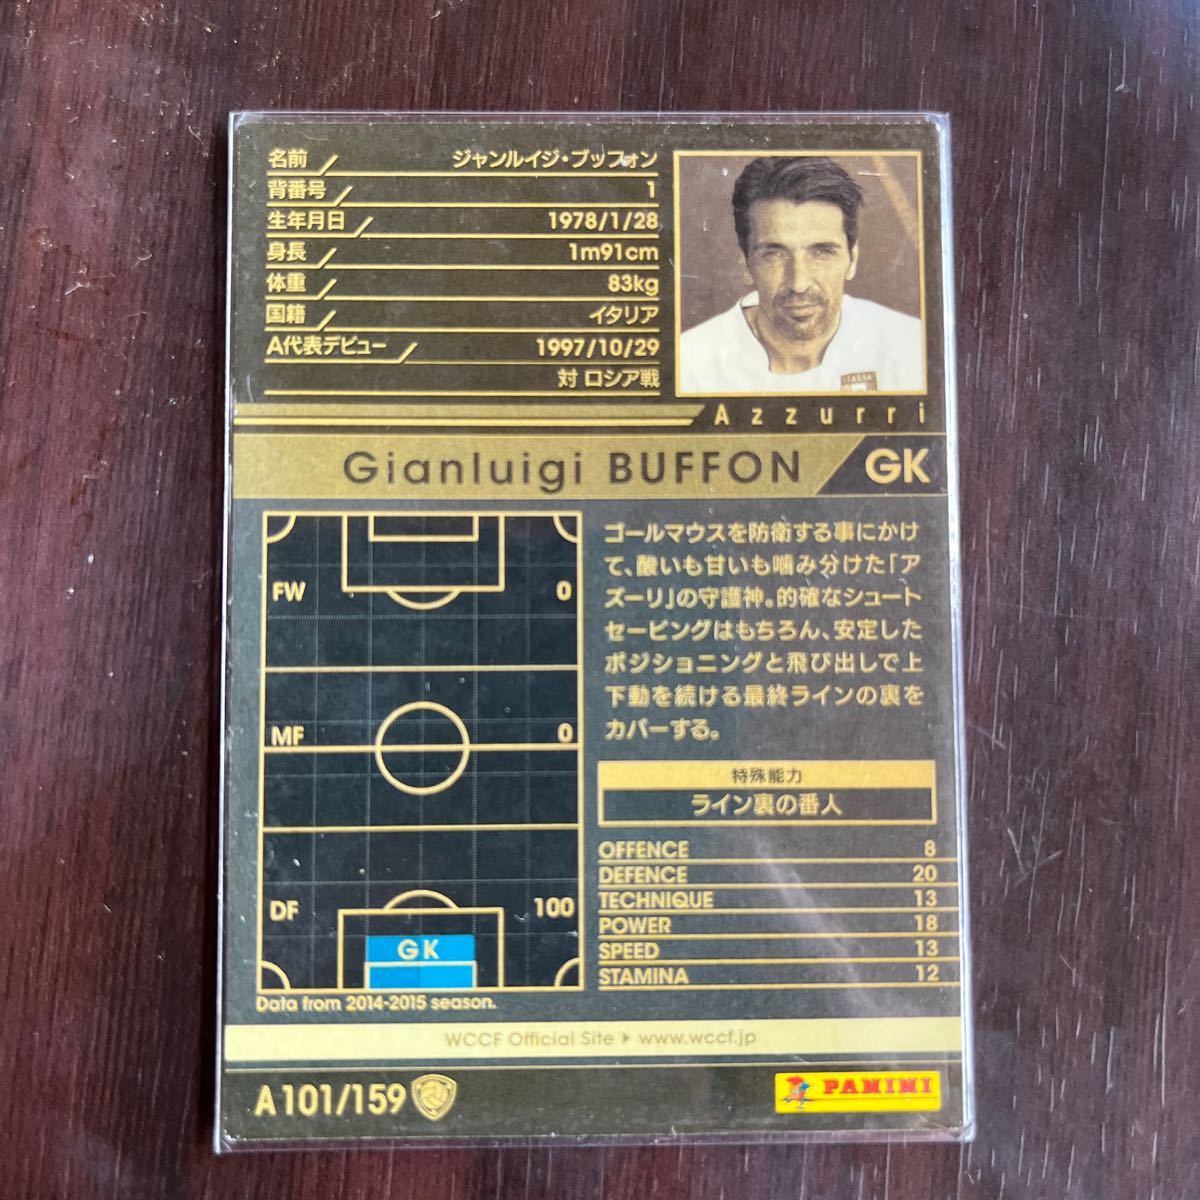 名前 ジャンルイジ・ブッフォン
背番号 1
生年月日 1978/1/28
身長 1m91cm
体重 83kg
国籍 イタリア
A代表デビュー 1997/10/29
対 ロシア戦
ITALIA
Azzurri
Gianluigi BUFFON GK
FW 0
MF 0
DF 100
GK
Data from 2014-2015 season.
ゴールマウスを防衛する事にかけ
て、酸いも甘いも噛み分けた「ア
ズーリ」の守護神。的確なシュート
セービングはもちろん、安定した
ポジショニングと飛び出しで上
下動を続ける最終ラインの裏を
カバーする。
特殊能力
ライン裏の番人
OFFENCE 8
DEFENCE 20
TECHNIQUE 13
POWER 18
SPEED 13
STAMINA 12
WCCF Official Site ▶ www.wccf.jp
A 101/159
PANINI